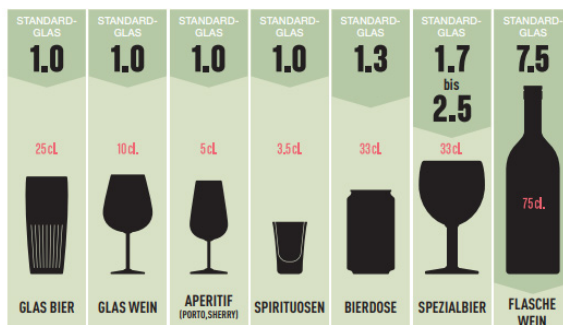 STANDARD-
GLAS
1.0
25 cl.
GLAS BIER
STANDARD-
GLAS
1.0
10 cl.
GLAS WEIN
STANDARD-
GLAS
1.0
5 cl.
APERITIF
(PORTO,SHERRY)
STANDARD-
GLAS
1.0
3,5 cl.
SPIRITUOSEN
STANDARD-
GLAS
1.3
33 cl.
BIERDOSE
STANDARD-
GLAS
1.7
bis
2.5
33 cl.
SPEZIALBIER
STANDARD-
GLAS
7.5
75 cl.
FLASCHE
WEIN